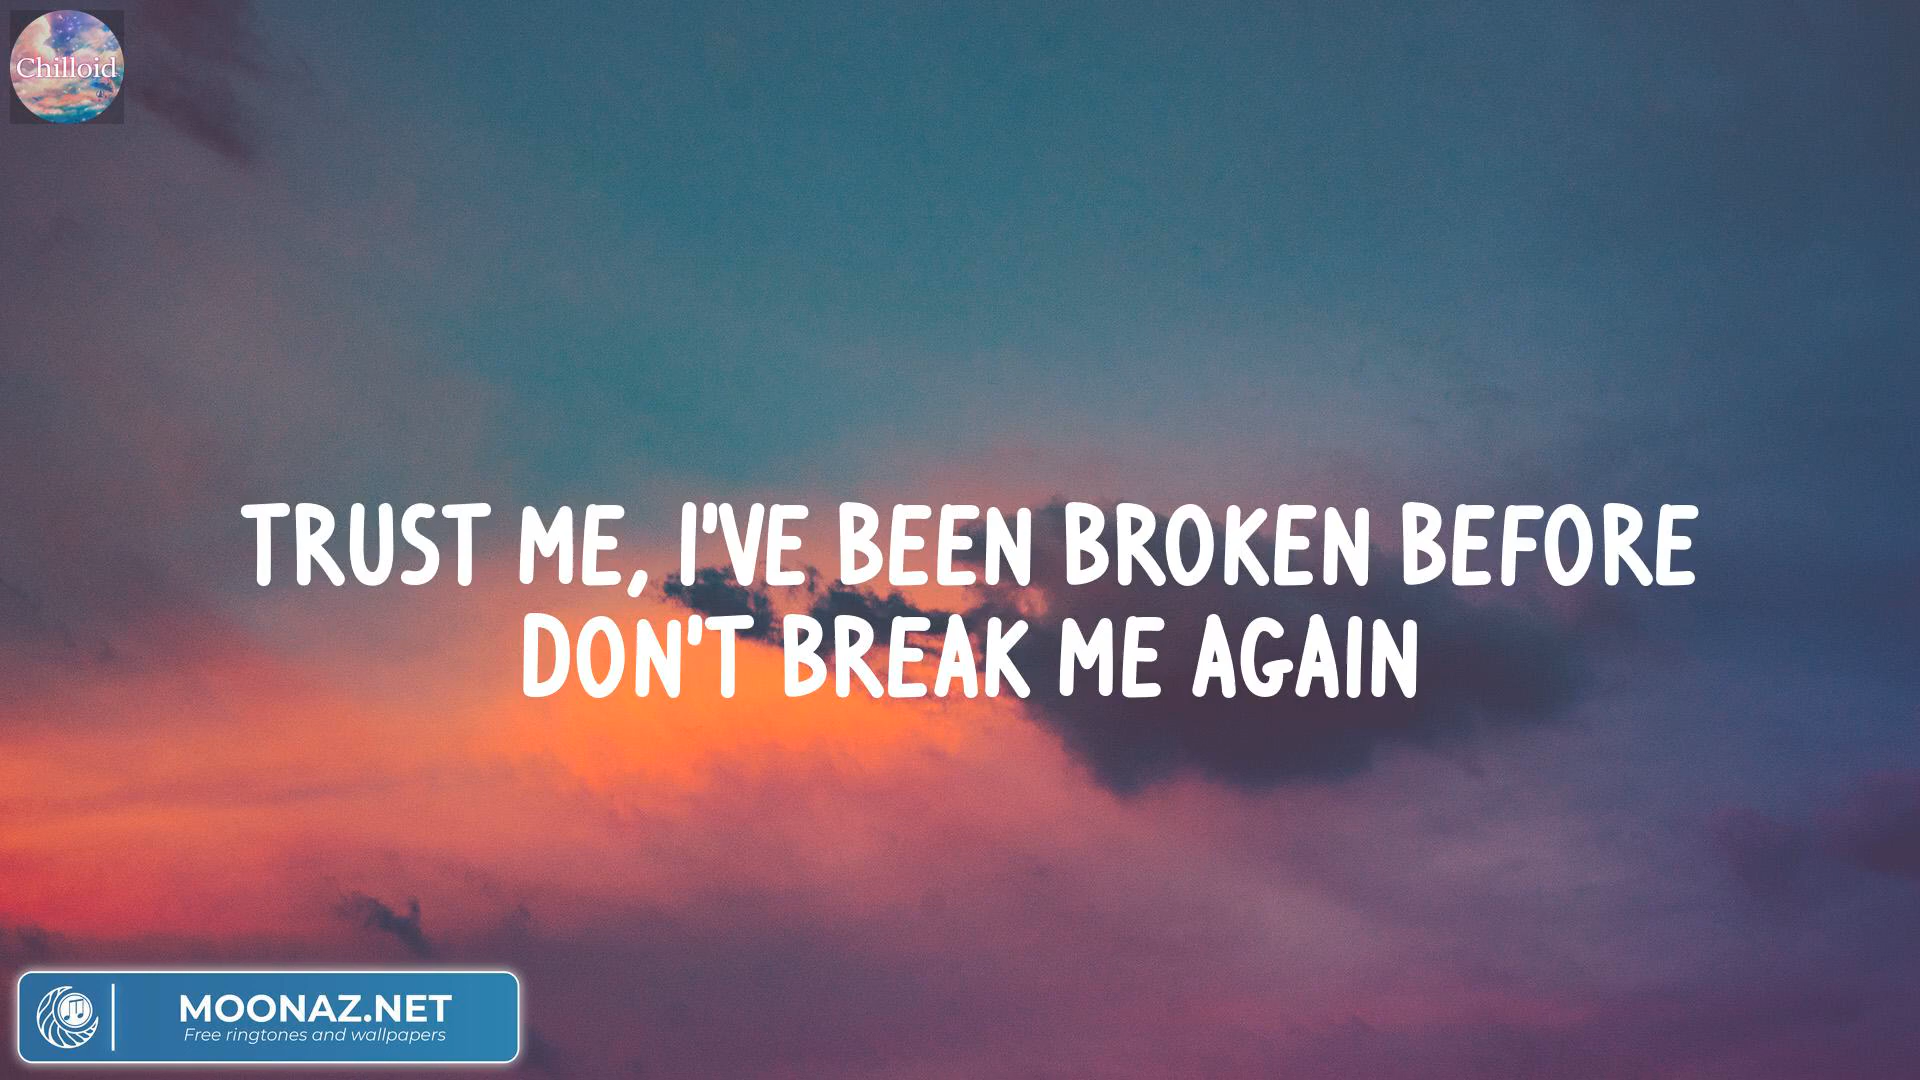 Chilloid
TRUST ME, I'VE BEEN BROKEN BEFORE
DON'T BREAK ME AGAIN
MOONAZ.NET
Free ringtones and wallpapers